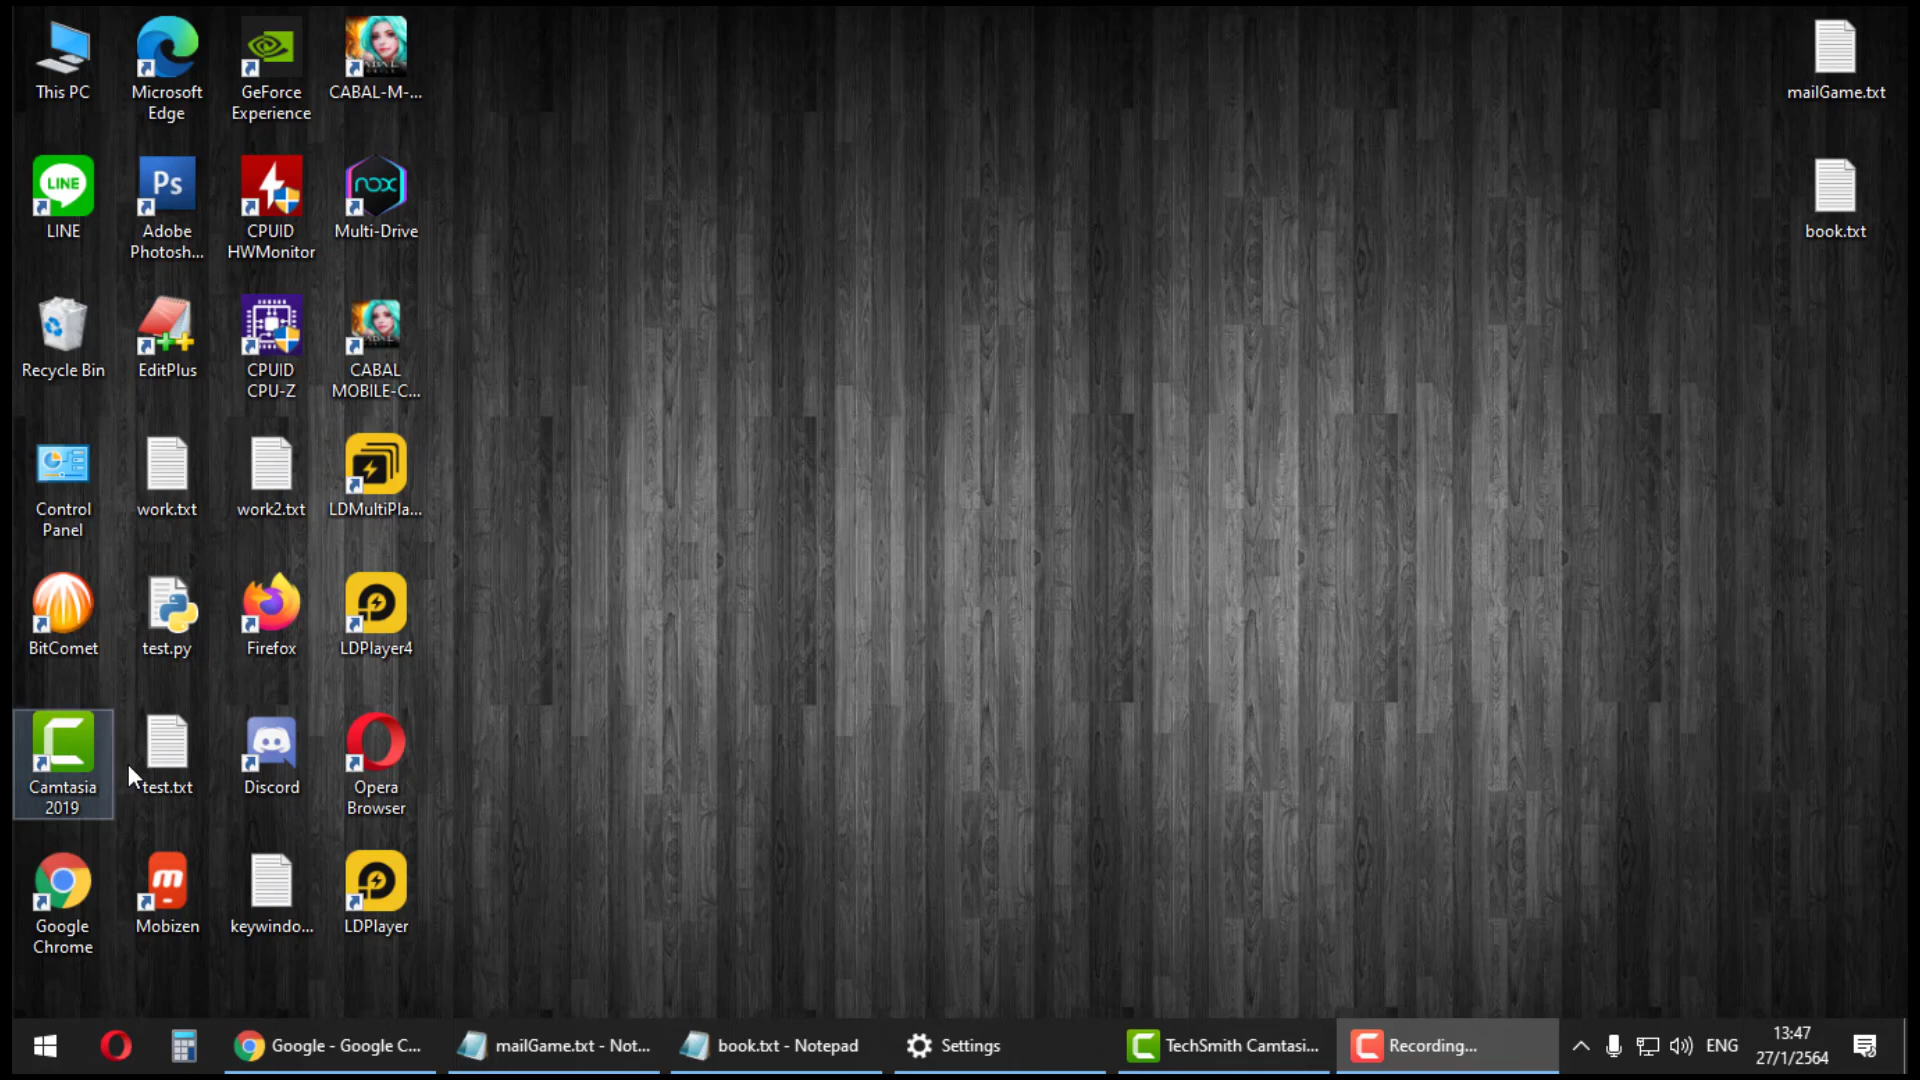 This PC
Microsoft
Edge
GeForce
Experience
CABAL-M-...
mailGame.txt
LINE
LINE
Ps
Adobe
Photosh...
CPUID
HWMonitor
nox
Multi-Drive
book.txt
Recycle Bin
EditPlus
CPUID
CPU-Z
CABAL
MOBILE-C...
Control
Panel
work.txt
work2.txt
LDMultiPla...
BitComet
test.py
Firefox
LDPlayer4
Camtasia
2019
test.txt
Discord
Opera
Browser
Google
Chrome
m
Mobizen
keywindo...
LDPlayer
Google - Google C...
mailGame.txt - Not...
book.txt - Notepad
Settings
TechSmith Camtasi...
Recording...
ENG
13:47
27/1/2564